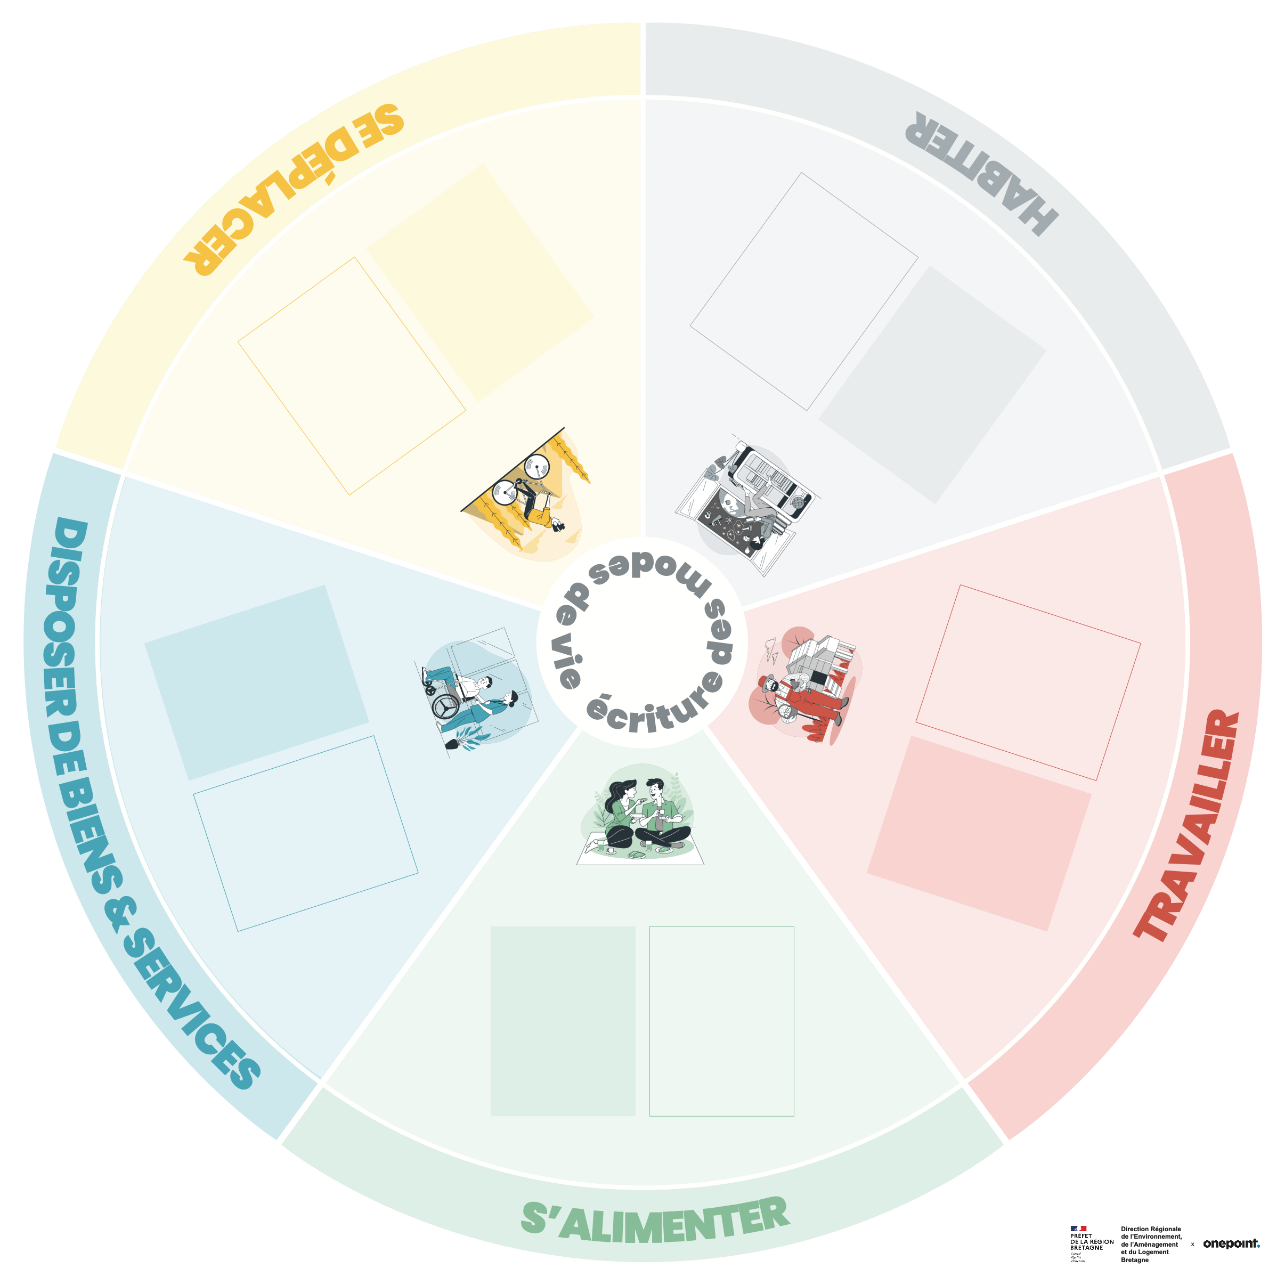 SE DÉPLACER
HABITER
DISPOSER DE BIENS & SERVICES
écriture des modes de vie
TRAVAILLER
S'ALIMENTER
PRÉFET
DE LA RÉGION
BRETAGNE
Direction Régionale
de l'Environnement,
de l'Aménagement
et du Logement
Bretagne
x
onepoint.